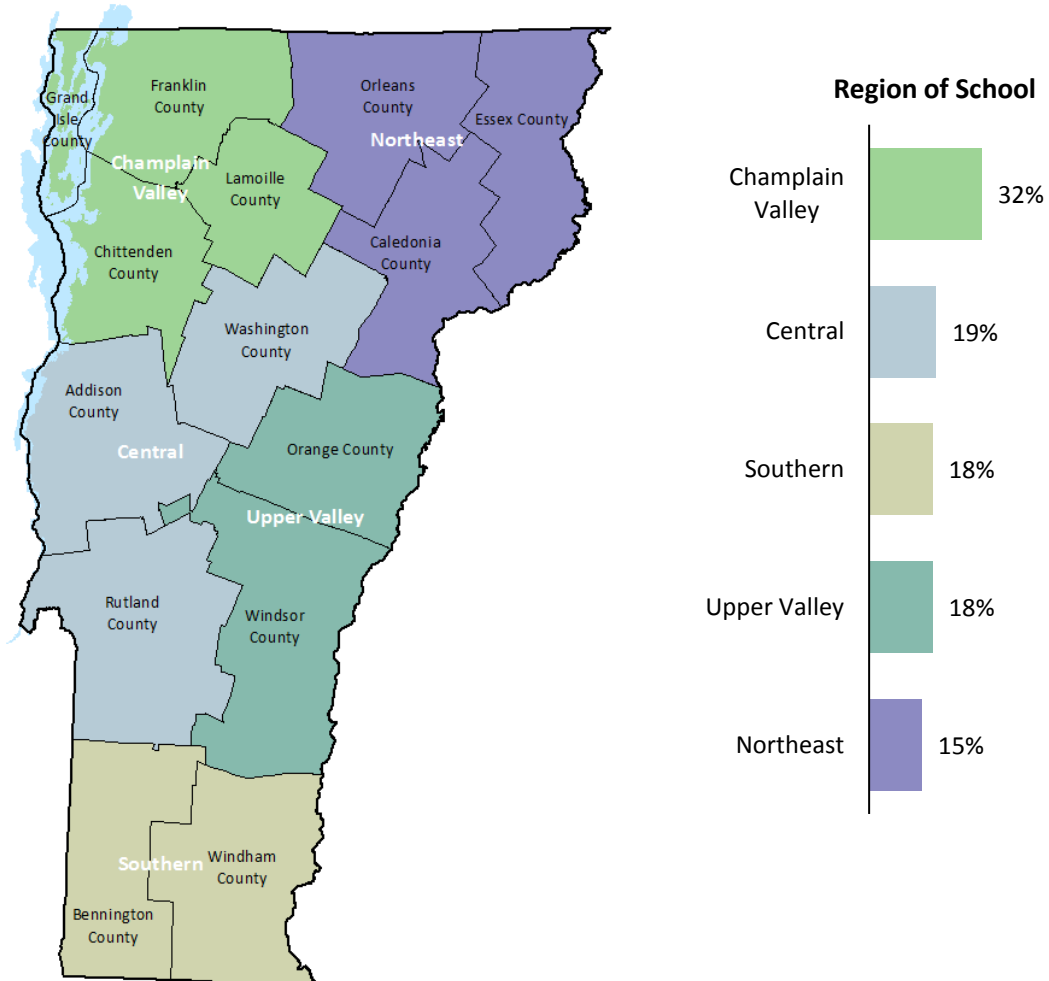 Grand
Isle
County
Franklin
County
Orleans
County
Essex County
Northeast
Champlain
Valley
Lamoille
County
Chittenden
County
Caledonia
County
Washington
County
Addison
County
Central
Orange County
Upper Valley
Rutland
County
Windsor
County
Southern
Windham
County
Bennington
County
Region of School
Champlain
Valley
32%
Central
19%
Southern
18%
Upper Valley
18%
Northeast
15%